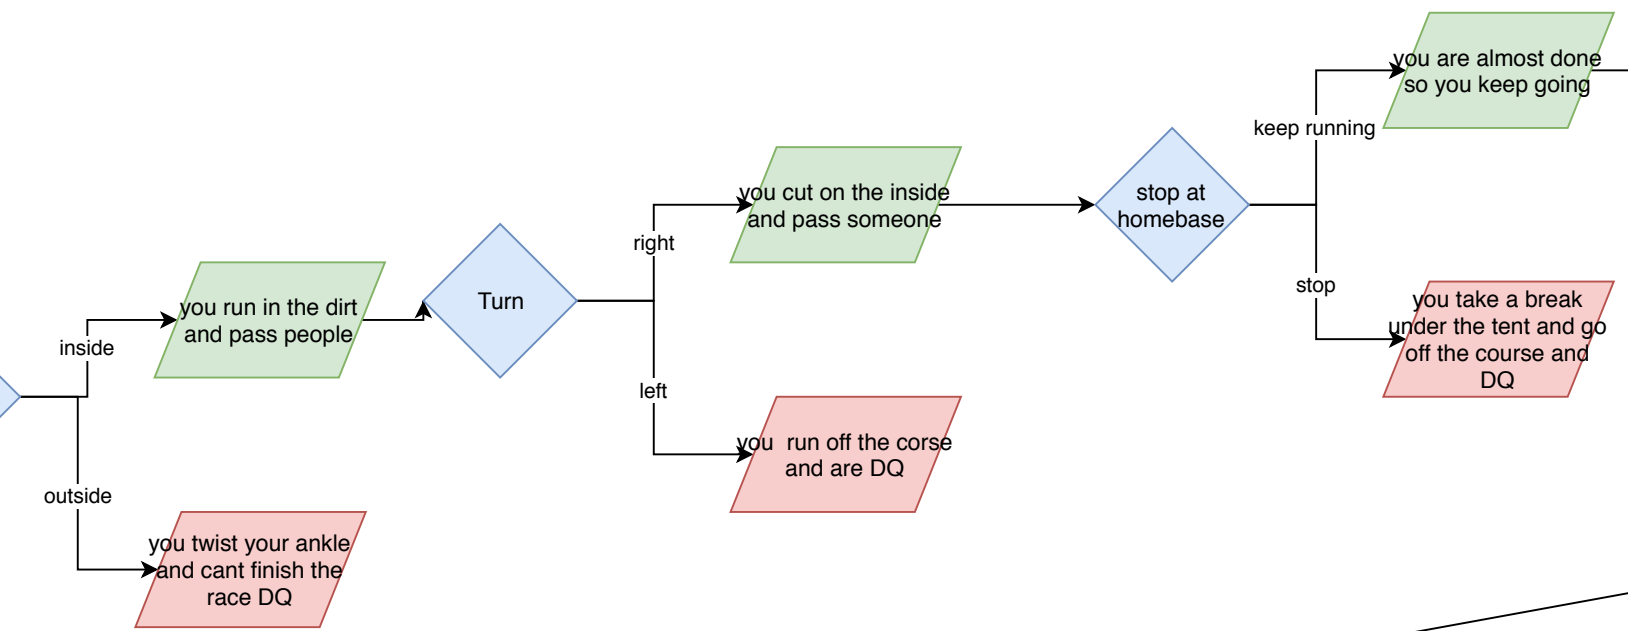 you are almost done
so you keep going
keep running
you cut on the inside
and pass someone
stop at
homebase
right
Turn
you run in the dirt
and pass people
inside
stop
you take a break
under the tent and go
off the course and
DQ
left
you  run off the corse
and are DQ
outside
you twist your ankle
and cant finish the
race DQ